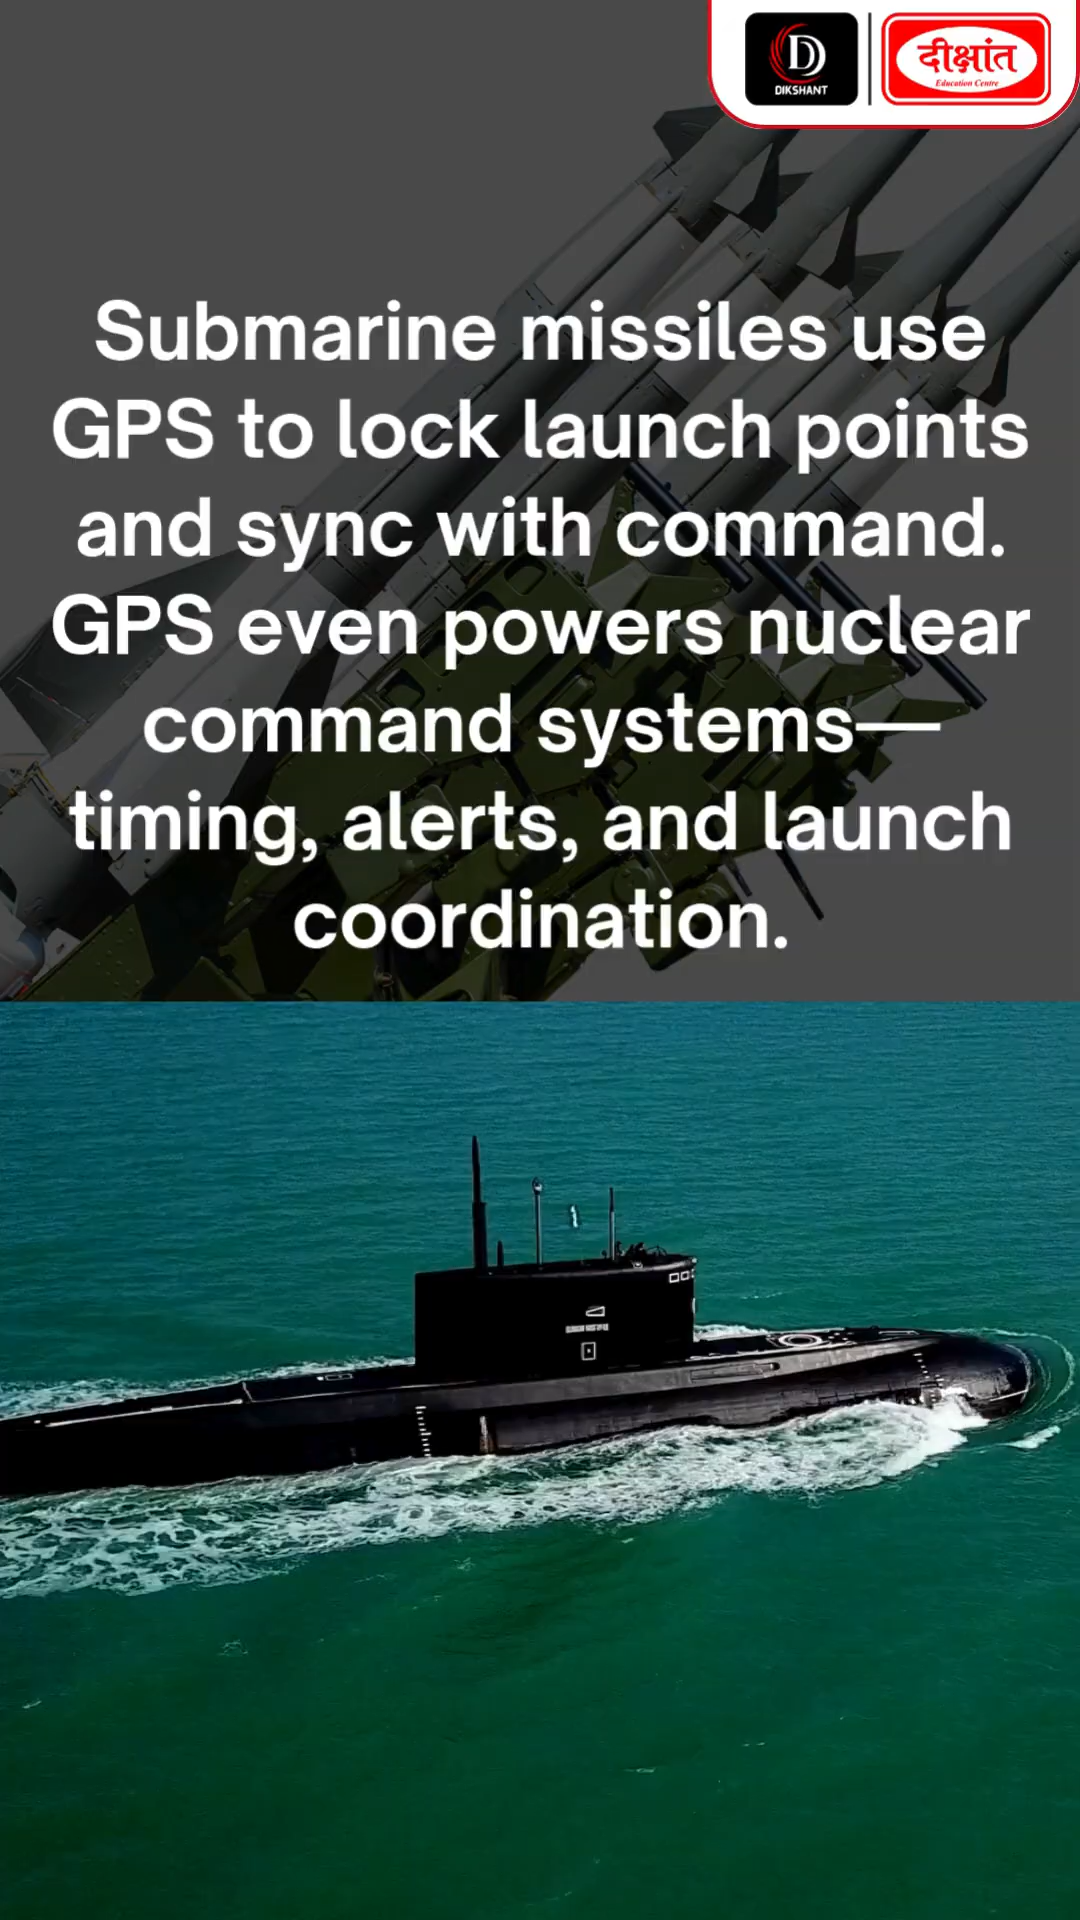 DIKSHANT
दीक्षांत
Education Centre
Submarine missiles use
GPS to lock launch points
and sync with command.
GPS even powers nuclear
command systems—
timing, alerts, and launch
coordination.